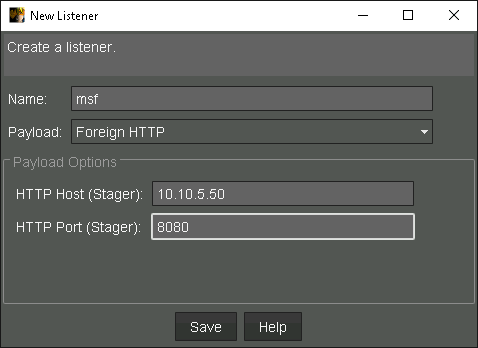 New Listener
Create a listener.
Name: msf
Payload: Foreign HTTP
Payload Options
HTTP Host (Stager): 10.10.5.50
HTTP Port (Stager): 8080
Save Help